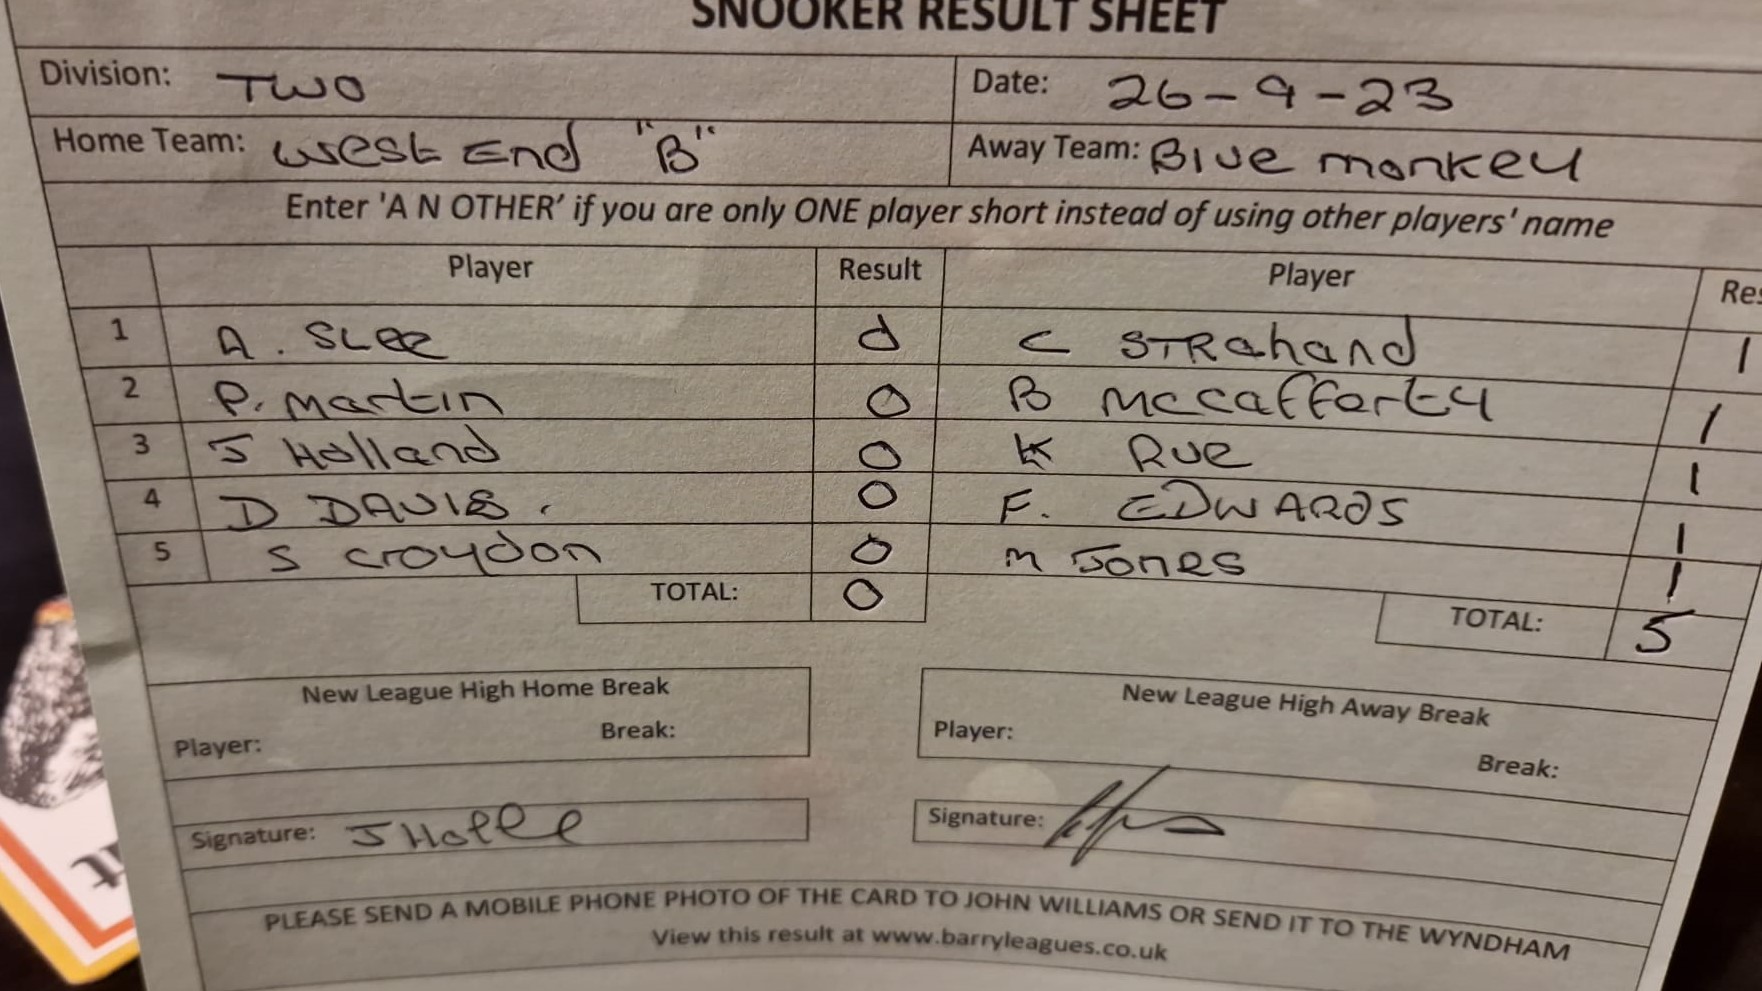 SNOOKER RESULT SHEET
Division: TWO Date: 26-9-23
Home Team: West End "B" Away Team: Blue monkey
Enter 'A N OTHER' if you are only ONE player short instead of using other players' name
Player Result Player Res
1 A. Slee 0 C STRahand 1
2 P. Martin 0 B McCafferty 1
3 J Holland 0 K Rue 1
4 D DAVIES. 0 F. EDWARDS 1
5 S Croydon 0 M Jones 1
TOTAL: 0 TOTAL: 5
New League High Home Break New League High Away Break
Player: Break: Player: Break:
Signature: J Holle Signature:
PLEASE SEND A MOBILE PHONE PHOTO OF THE CARD TO JOHN WILLIAMS OR SEND IT TO THE WYNDHAM
View this result at www.barryleagues.co.uk